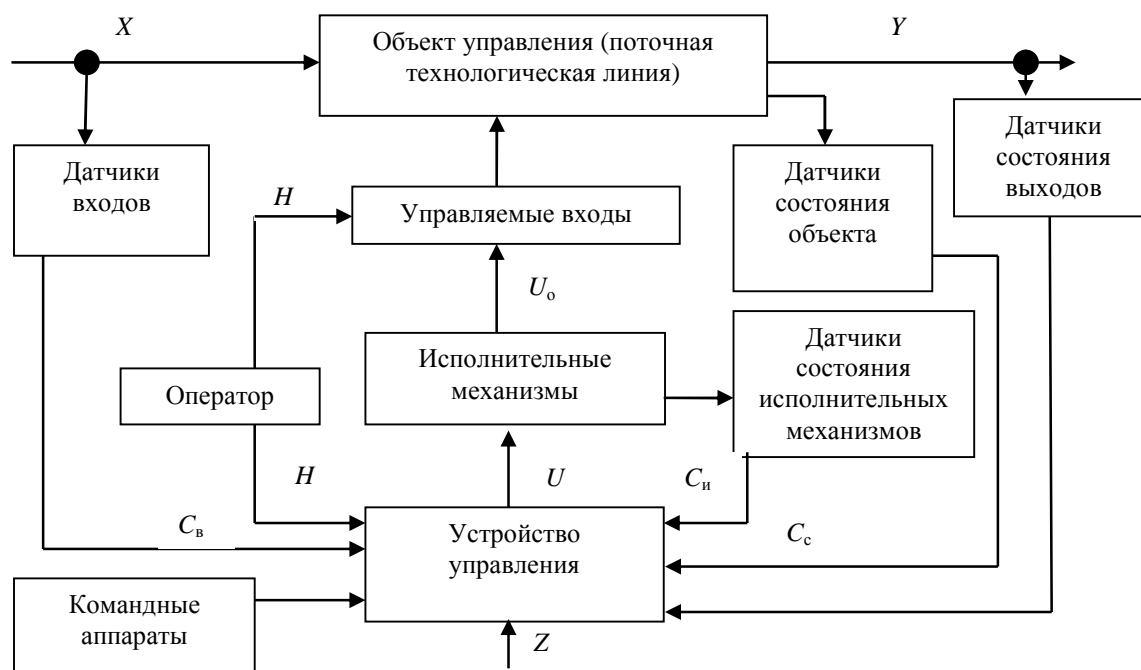 X
Объект управления (поточная
технологическая линия)
Y
Датчики
входов
H
Управляемые входы
Датчики
состояния
объекта
Датчики
состояния
выходов
Uо
Исполнительные
механизмы
Датчики
состояния
исполнительных
механизмов
Оператор
H
U
Cи
Cв
Устройство
управления
Cс
Командные
аппараты
Z